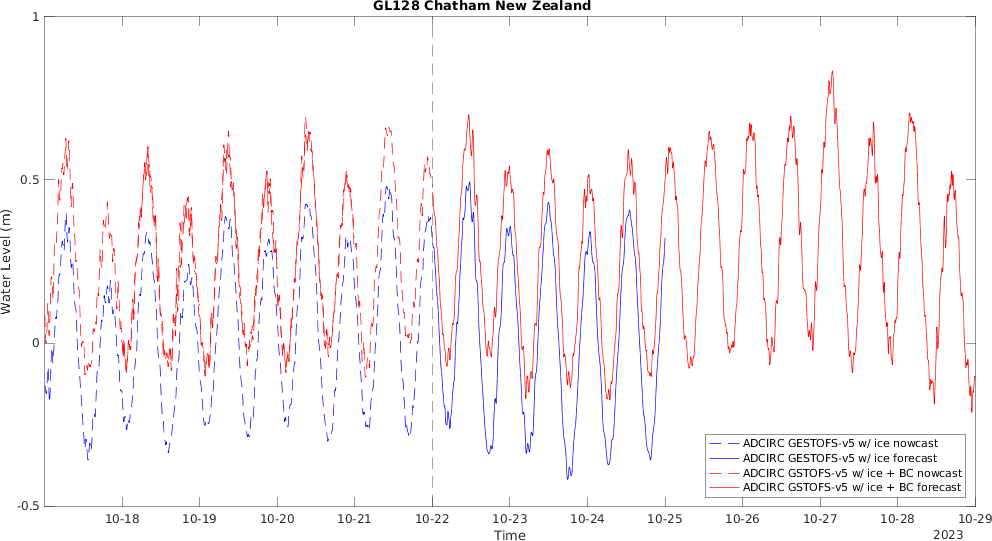 GL128 Chatham New Zealand
1
0.5
0
-0.5
Water Level (m)
10-18
10-19
10-20
10-21
10-22
10-23
10-24
10-25
10-26
10-27
10-28
10-29
Time
2023
ADCIRC GESTOFS-v5 w/ ice nowcast
ADCIRC GESTOFS-v5 w/ ice forecast
ADCIRC GSTOFS-v5 w/ ice + BC nowcast
ADCIRC GSTOFS-v5 w/ ice + BC forecast